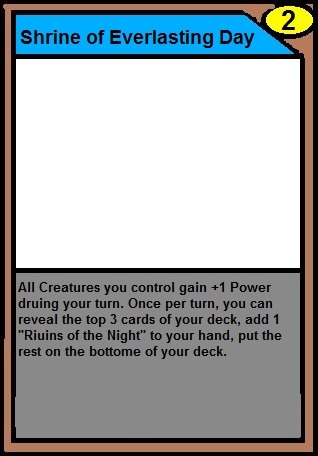 2
Shrine of Everlasting Day
All Creatures you control gain +1 Power
druing your turn. Once per turn, you can
reveal the top 3 cards of your deck, add 1
"Riuins of the Night" to your hand, put the
rest on the bottome of your deck.